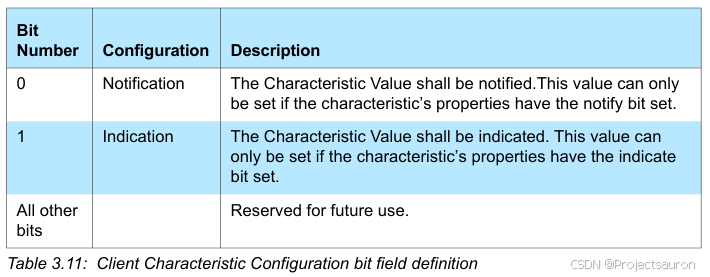 Bit
Number
Configuration
Description
0
Notification
The Characteristic Value shall be notified.This value can only
be set if the characteristic's properties have the notify bit set.
1
Indication
The Characteristic Value shall be indicated. This value can
only be set if the characteristic's properties have the indicate
bit set.
All other
bits
Reserved for future use.
Table 3.11: Client Characteristic Configuration bit field definition
CSDN @Projectsauron